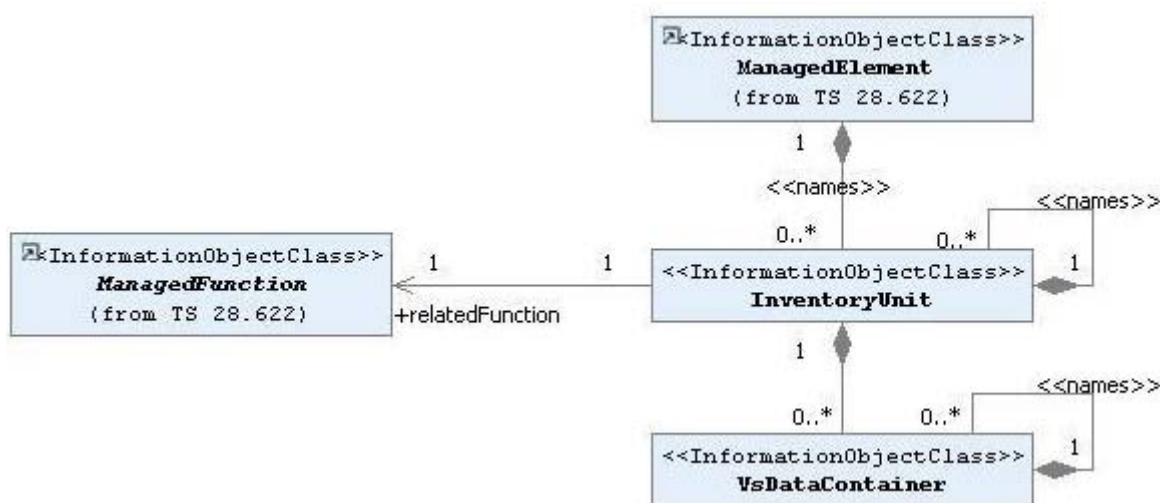 <<InformationObjectClass>>
ManagedElement
(from TS 28.622)
1
<<names>>
<<names>>
0..*
0..*
<<InformationObjectClass>>
ManagedFunction
(from TS 28.622)
1
1
+relatedFunction
<<InformationObjectClass>>
InventoryUnit
1
1
<<names>>
0..*
0..*
<<InformationObjectClass>>
VsDataContainer
1